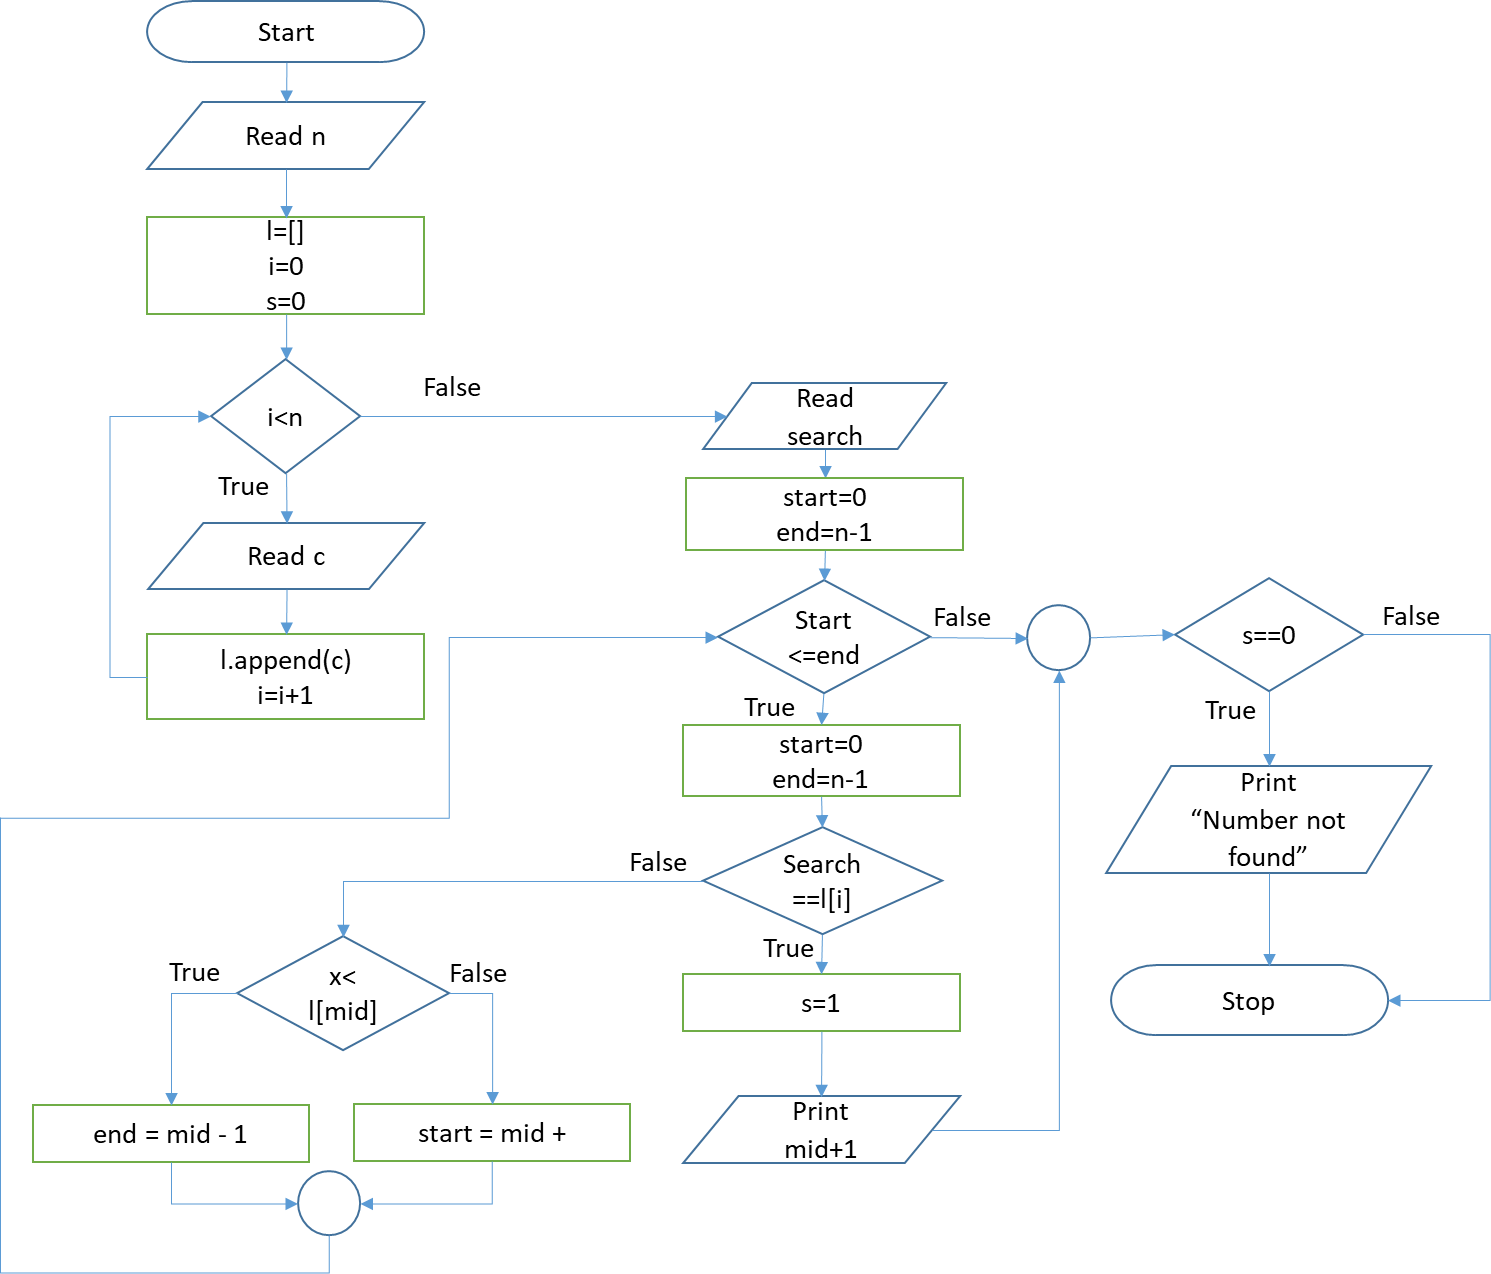 Start
Read n
l=[]
i=0
s=0
i<n
False
True
Read c
l.append(c)
i=i+1
Read
search
start=0
end=n-1
Start
<=end
False
True
start=0
end=n-1
Search
==l[i]
False
True
x<
l[mid]
True
False
end = mid - 1
start = mid +
s=1
Print
mid+1
s==0
False
True
Print
“Number not
found”
Stop